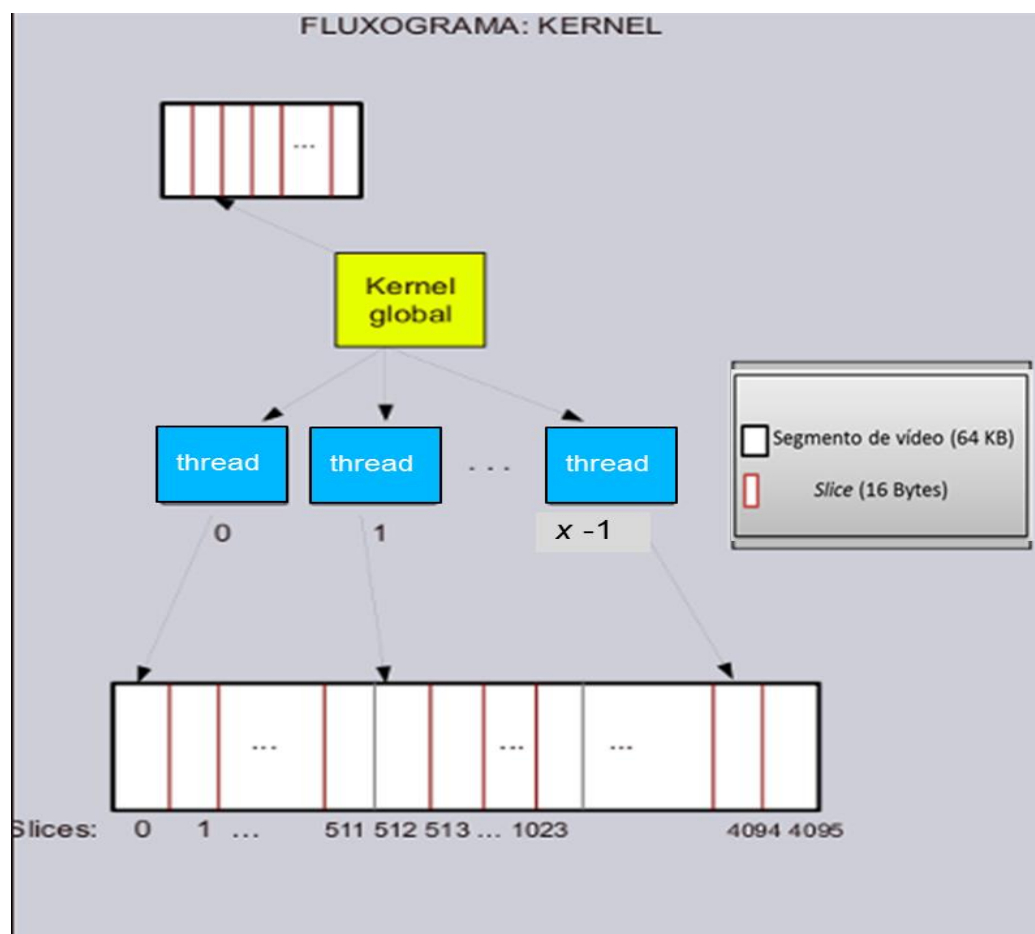 FLUXOGRAMA: KERNEL
...
Kernel
global
thread
thread
. . .
thread
0
1
x -1
Segmento de vídeo (64 KB)
Slice (16 Bytes)
...
...
...
Slices: 0 1 ... 511 512 513 ... 1023 4094 4095